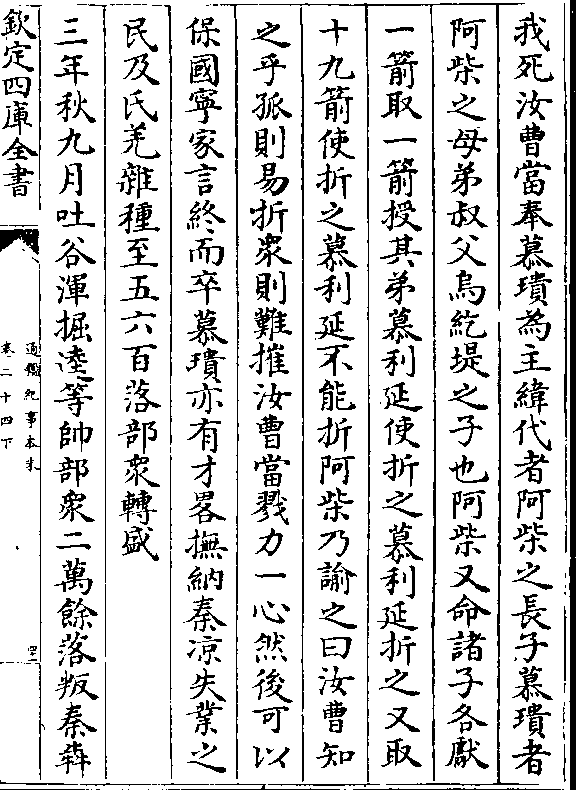 我死汝曹當奉慕璝為主緯代者阿柴之長子慕璝者
阿柴之母弟叔父烏紇堤之子也阿柴又命諸子各獻
一箭取一箭授其弟慕利延使折之慕利延折之又取
十九箭使折之慕利延不能折阿柴乃諭之曰汝曹知
之乎孤則易折衆則難摧汝曹當戮力一心然後可以
保國寧家言終而卒慕璝亦有才畧撫納秦凉失業之
民及氐羌雜種至五六百落部衆轉盛
三年秋九月吐谷渾掘逵等帥部衆二萬餘落叛秦犇
欽定四庫全書
通鑑紀事本末
卷二十四下
四二